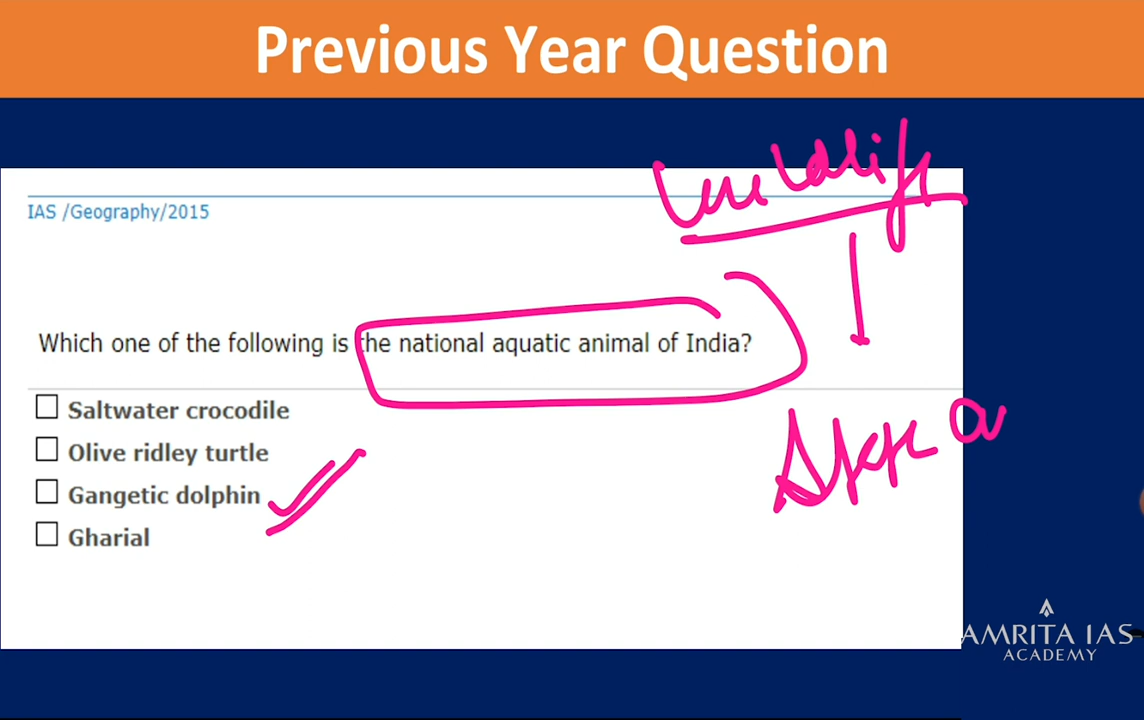 Previous Year Question
IAS /Geography/2015
Which one of the following is the national aquatic animal of India?
Saltwater crocodile
Olive ridley turtle
Gangetic dolphin
Gharial
AMRITA IAS
ACADEMY